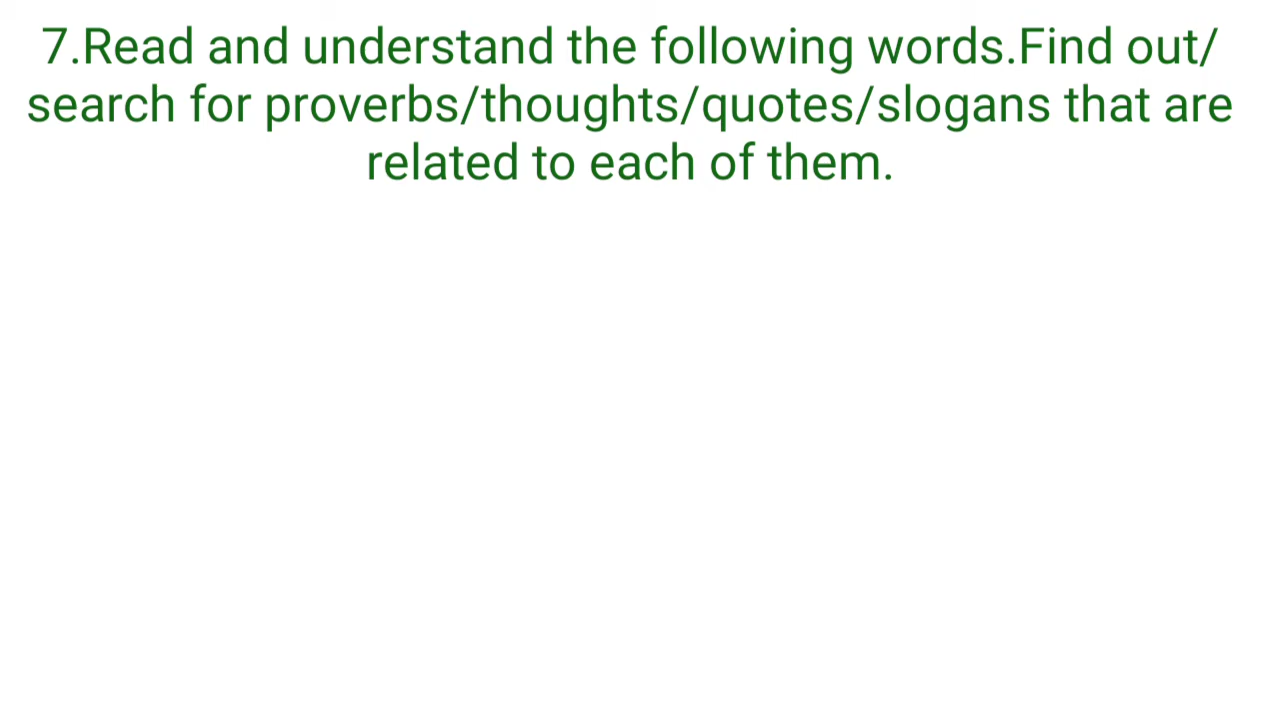 7.Read and understand the following words.Find out/
search for proverbs/thoughts/quotes/slogans that are
related to each of them.